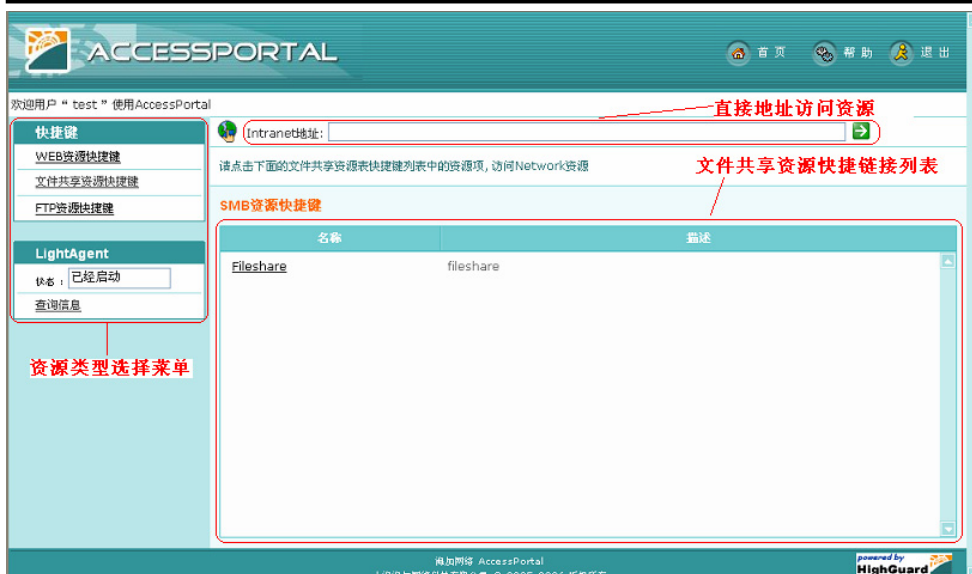 ACCESSPORTAL
首页 帮助 退出
欢迎用户“ test ”使用AccessPortal
直接地址访问资源
快捷键
Intranet地址:
WEB资源快捷键
请点击下面的文件共享资源表快捷键列表中的资源项,访问Network资源
文件共享资源快捷链接列表
文件共享资源快捷键
FTP资源快捷键
SMB资源快捷键
名称 描述
LightAgent
Fileshare fileshare
状态: 已经启动
查询信息
资源类型选择菜单
网络 AccessPortal
powered by
HighGuard